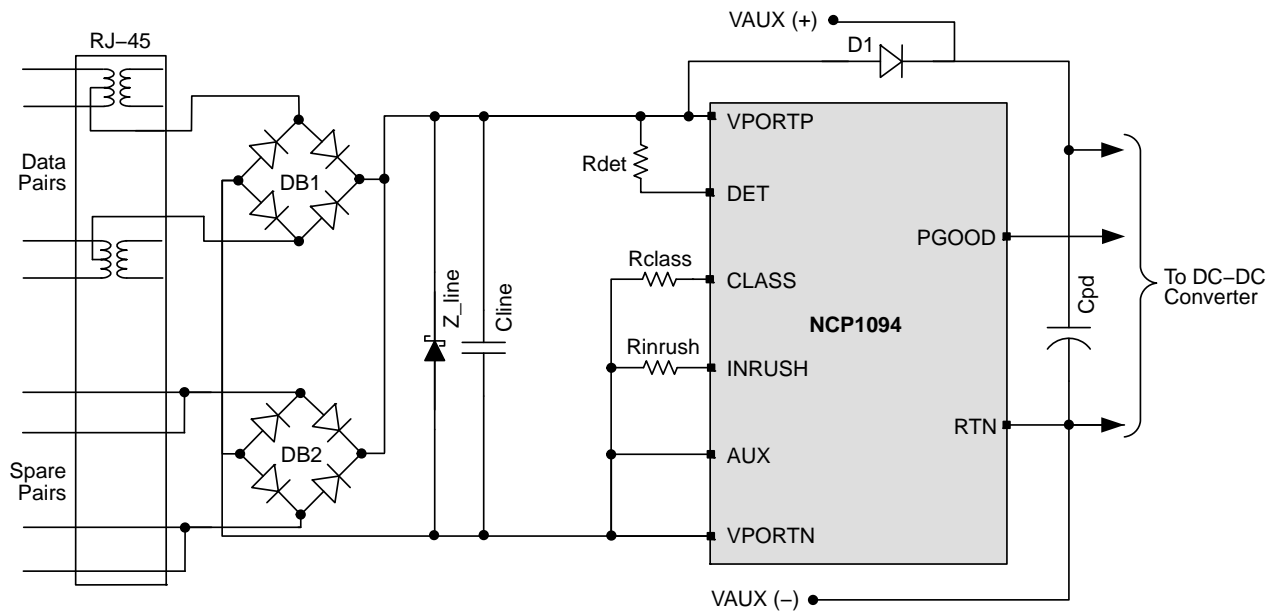 VAUX (+)
RJ–45
D1
VPORTP
Rdet
Data
Pairs
DB1
DET
PGOOD
Rclass
CLASS
To DC–DC
Converter
Z_line
Cline
Cpd
NCP1094
Rinrush
INRUSH
RTN
DB2
AUX
Spare
Pairs
VPORTN
VAUX (–)